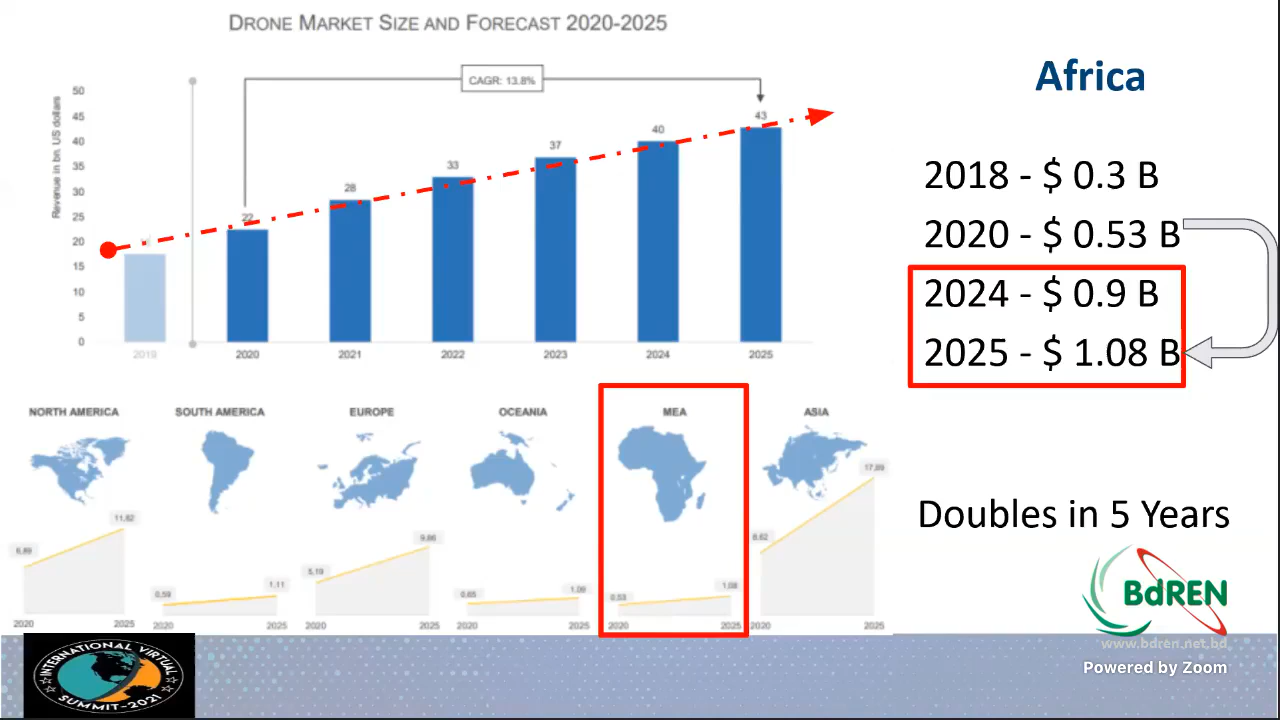 DRONE MARKET SIZE AND FORECAST 2020-2025
CAGR: 13.8%
Revenue in bn. US dollars
50
45
40
35
30
25
20
15
10
5
0
22
28
33
37
40
43
2019
2020
2021
2022
2023
2024
2025
NORTH AMERICA
SOUTH AMERICA
EUROPE
OCEANIA
MEA
ASIA
6,89
11,82
0,59
1,11
5,19
9,86
0,65
1,09
0,53
1,08
8,62
17,89
2020
2025
2020
2025
2020
2025
2020
2025
2020
2025
2020
2025
Africa
2018 - $ 0.3 B
2020 - $ 0.53 B
2024 - $ 0.9 B
2025 - $ 1.08 B
Doubles in 5 Years
BdREN
www.bdren.net.bd
Powered by Zoom
INTERNATIONAL VIRTUAL
SUMMIT-2021